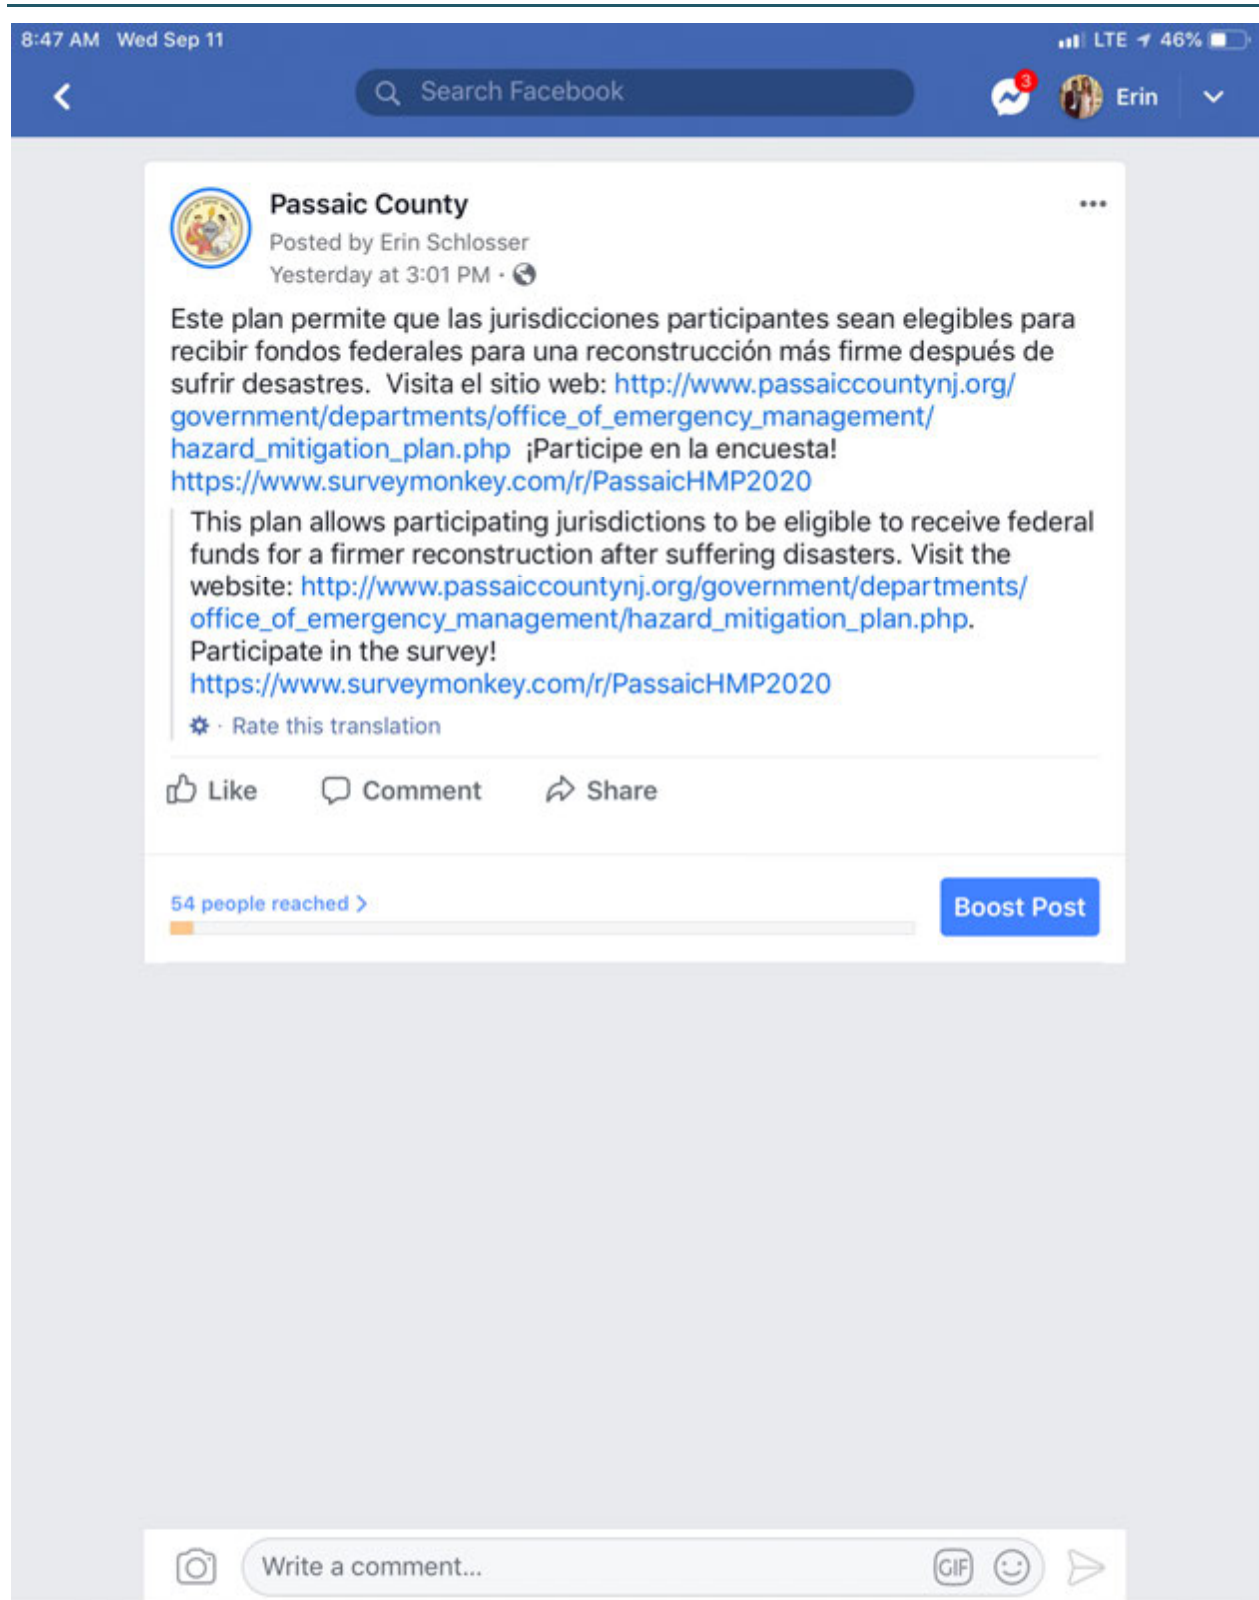 8:47 AM Wed Sep 11 LTE 46%
Search Facebook 3 Erin
Passaic County
Posted by Erin Schlosser
Yesterday at 3:01 PM ·
Este plan permite que las jurisdicciones participantes sean elegibles para
recibir fondos federales para una reconstrucción más firme después de
sufrir desastres.  Visita el sitio web: http://www.passaiccountynj.org/
government/departments/office_of_emergency_management/
hazard_mitigation_plan.php  ¡Participe en la encuesta!
https://www.surveymonkey.com/r/PassaicHMP2020
This plan allows participating jurisdictions to be eligible to receive federal
funds for a firmer reconstruction after suffering disasters. Visit the
website: http://www.passaiccountynj.org/government/departments/
office_of_emergency_management/hazard_mitigation_plan.php.
Participate in the survey!
https://www.surveymonkey.com/r/PassaicHMP2020
· Rate this translation
Like Comment Share
54 people reached >
Boost Post
Write a comment... GIF